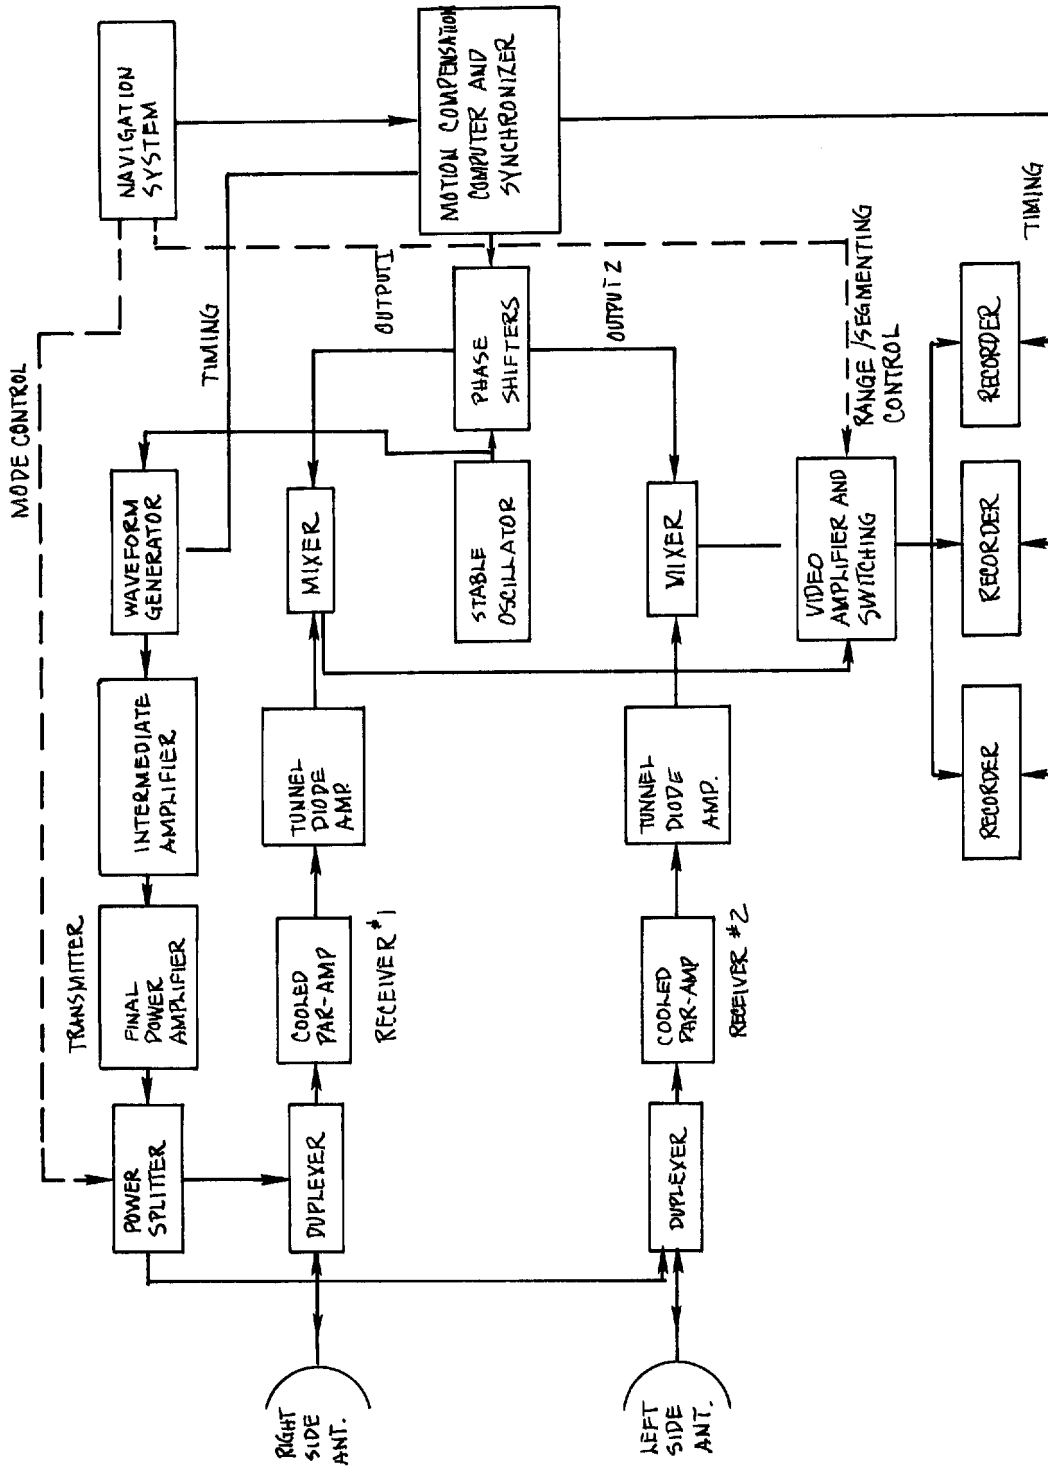 MODE CONTROL
TRANSMITTER
POWER
SPLITTER
FINAL
POWER
AMPLIFIER
INTERMEDIATE
AMPLIFIER
WAVEFORM
GENERATOR
NAVIGATION
SYSTEM
TIMING
RIGHT
SIDE
ANT.
DUPLEXER
COOLED
PAR-AMP
TUNNEL
DIODE
AMP.
MIXER
OUTPUT 1
RECEIVER #1
STABLE
OSCILLATOR
PHASE
SHIFTERS
MOTION COMPENSATION
COMPUTER AND
SYNCHRONIZER
OUTPUT 2
LEFT
SIDE
ANT.
DUPLEXER
COOLED
PAR-AMP
TUNNEL
DIODE
AMP.
MIXER
RECEIVER #2
VIDEO
AMPLIFIER AND
SWITCHING
RANGE/SEGMENTING
CONTROL
RECORDER
RECORDER
RECORDER
TIMING